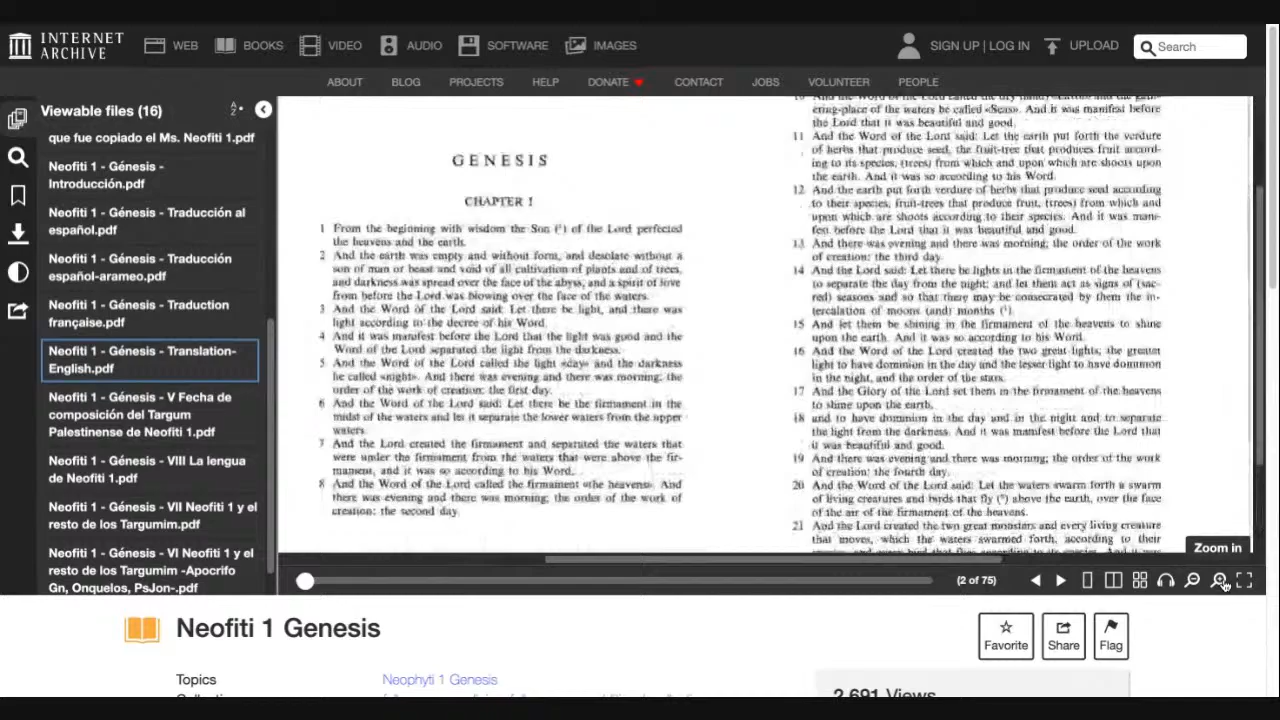 INTERNET
ARCHIVE
WEB
BOOKS
VIDEO
AUDIO
SOFTWARE
IMAGES
SIGN UP | LOG IN
UPLOAD
Search
ABOUT
BLOG
PROJECTS
HELP
DONATE
CONTACT
JOBS
VOLUNTEER
PEOPLE
Viewable files (16)
que fue copiado el Ms. Neofiti 1.pdf
Neofiti 1 - Génesis -
Introducción.pdf
Neofiti 1 - Génesis - Traducción al
español.pdf
Neofiti 1 - Génesis - Traducción
español-arameo.pdf
Neofiti 1 - Génesis - Traduction
française.pdf
Neofiti 1 - Génesis - Translation-
English.pdf
Neofiti 1 - Génesis - V Fecha de
composición del Targum
Palestinense de Neofiti 1.pdf
Neofiti 1 - Génesis - VIII La lengua
de Neofiti 1.pdf
Neofiti 1 - Génesis - VII Neofiti 1 y el
resto de los Targumim.pdf
Neofiti 1 - Génesis - VI Neofiti 1 y el
resto de los Targumim -Apocrifo
Gn, Onquelos, PsJon-.pdf
GENESIS
CHAPTER I
1 From the beginning with wisdom the Son (¹) of the Lord perfected
the heavens and the earth.
2 And the earth was empty and without form, and desolate without a
son of man or beast and void of all cultivation of plants and of trees,
and darkness was spread over the face of the abyss, and a spirit of love
from before the Lord was blowing over the face of the waters.
3 And the Word of the Lord said: Let there be light, and there was
light according to the decree of his Word.
4 And it was manifest before the Lord that the light was good and the
Word of the Lord separated the light from the darkness.
5 And the Word of the Lord called the light «day» and the darkness
he called «night». And there was evening and there was morning: the
order of the work of creation: the first day.
6 And the Word of the Lord said: Let there be the firmament in the
midst of the waters and let it separate the lower waters from the upper
waters.
7 And the Lord created the firmament and separated the waters that
were under the firmament from the waters that were above the fir-
mament, and it was so according to his Word.
8 And the Word of the Lord called the firmament «the heavens». And
there was evening and there was morning: the order of the work of
creation: the second day.
ering-place of the waters he called «Seas». And it was manifest before
the Lord that it was beautiful and good.
11 And the Word of the Lord said: Let the earth put forth the verdure
of herbs that produce seed, the fruit-tree that produces fruit accord-
ing to its species, (trees) from which and upon which are shoots upon
the earth. And it was so according to his Word.
12 And the earth put forth verdure of herbs that produce seed according
to their species, fruit-trees that produce fruit, (trees) from which and
upon which are shoots according to their species. And it was mani-
fest before the Lord that it was beautiful and good.
13 And there was evening and there was morning; the order of the work
of creation: the third day.
14 And the Lord said: Let there be lights in the firmament of the heavens
to separate the day from the night; and let them act as signs of (sac-
red) seasons and so that there may be consecrated by them the in-
tercalation of moons (and) months
15 And let them be shining in the firmament of the heavens to shine
upon the earth. And it was so according to his Word.
16 And the Word of the Lord created the two great lights; the greater
light to have dominion in the day and the lesser light to have dominion
in the night, and the order of the stars.
17 And the Glory of the Lord set them in the firmament of the heavens
to shine upon the earth,
18 and to have dominion in the day and in the night and to separate
the light from the darkness. And it was manifest before the Lord that
it was beautiful and good.
19 And there was evening and there was morning; the order of the work
of creation: the fourth day.
20 And the Word of the Lord said: Let the waters swarm forth a swarm
of living creatures and birds that fly above the earth, over the face
of the air of the firmament of the heavens.
21 And the Lord created the two great monsters and every living creature
that moves, which the waters swarmed forth, according to their
Zoom in
(2 of 75)
Neofiti 1 Genesis
Favorite
Share
Flag
Topics
Neophyti 1 Genesis
2,691 Views